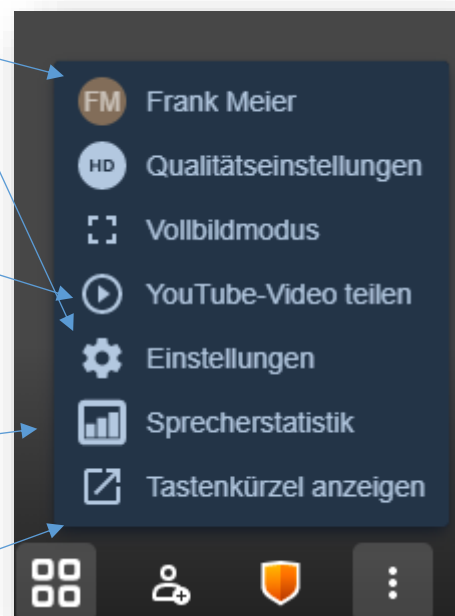 FM Frank Meier
HD Qualitätseinstellungen
Vollbildmodus
YouTube-Video teilen
Einstellungen
Sprecherstatistik
Tastenkürzel anzeigen